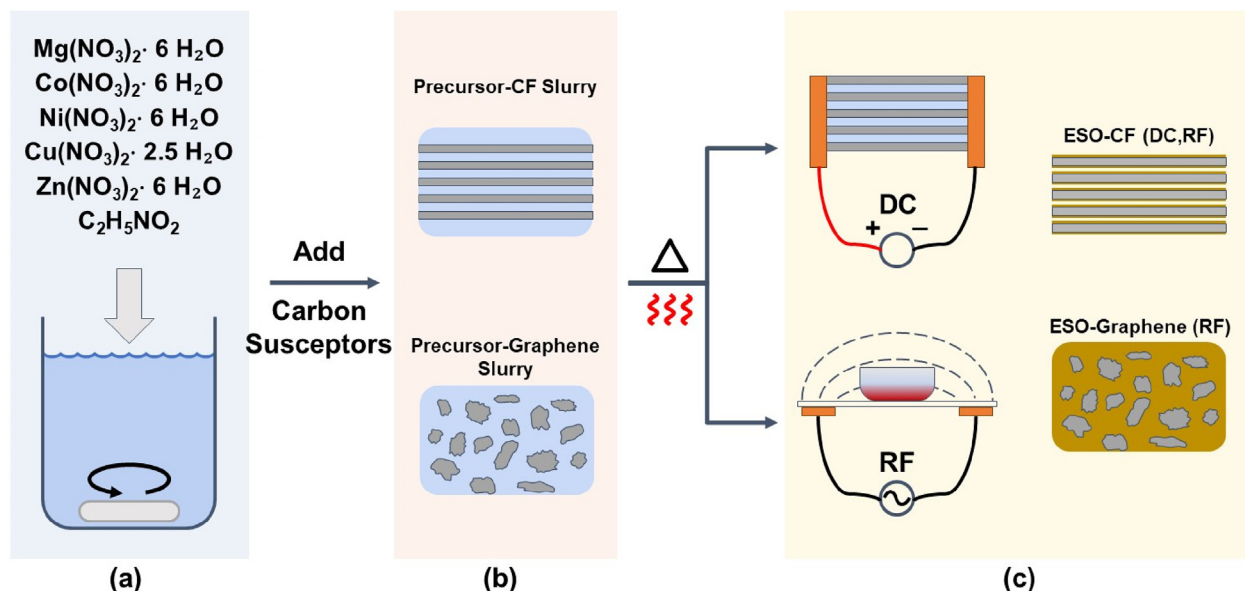 Mg(NO₃)₂· 6 H₂O
Co(NO₃)₂· 6 H₂O
Ni(NO₃)₂· 6 H₂O
Cu(NO₃)₂· 2.5 H₂O
Zn(NO₃)₂· 6 H₂O
C₂H₅NO₂
(a)
Add
Carbon
Susceptors
Precursor-CF Slurry
Precursor-Graphene
Slurry
(b)
DC
+ −
ESO-CF (DC,RF)
RF
ESO-Graphene (RF)
(c)